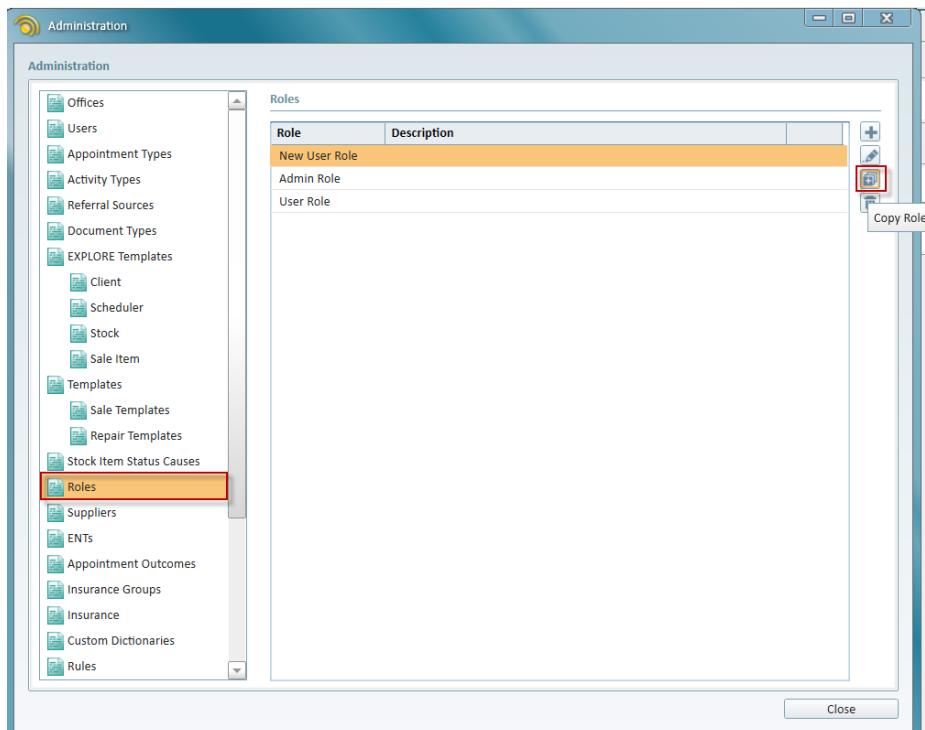 Administration
Administration
Offices
Users
Appointment Types
Activity Types
Referral Sources
Document Types
EXPLORE Templates
Client
Scheduler
Stock
Sale Item
Templates
Sale Templates
Repair Templates
Stock Item Status Causes
Roles
Suppliers
ENTs
Appointment Outcomes
Insurance Groups
Insurance
Custom Dictionaries
Rules
Roles
Role Description
New User Role
Admin Role
User Role
Copy Role
Close